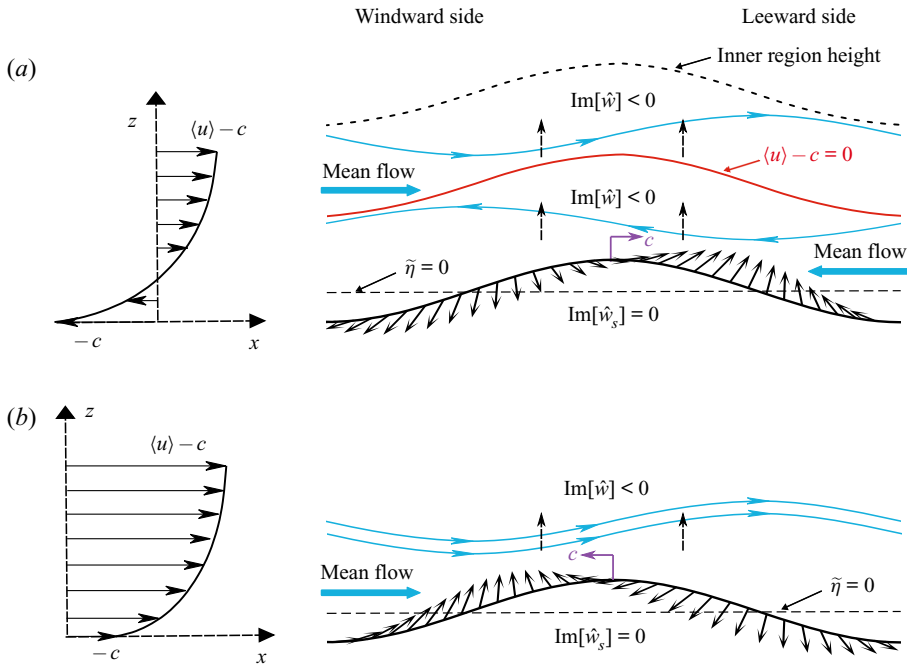 Windward side
Leeward side
(a)
Inner region height
z
Im[ŵ] < 0
⟨u⟩ − c
⟨u⟩ − c = 0
Mean flow
Im[ŵ] < 0
c
Mean flow
η̃ = 0
Im[ŵₛ] = 0
−c
x
(b)
z
⟨u⟩ − c
Im[ŵ] < 0
c
Mean flow
η̃ = 0
Im[ŵₛ] = 0
−c
x